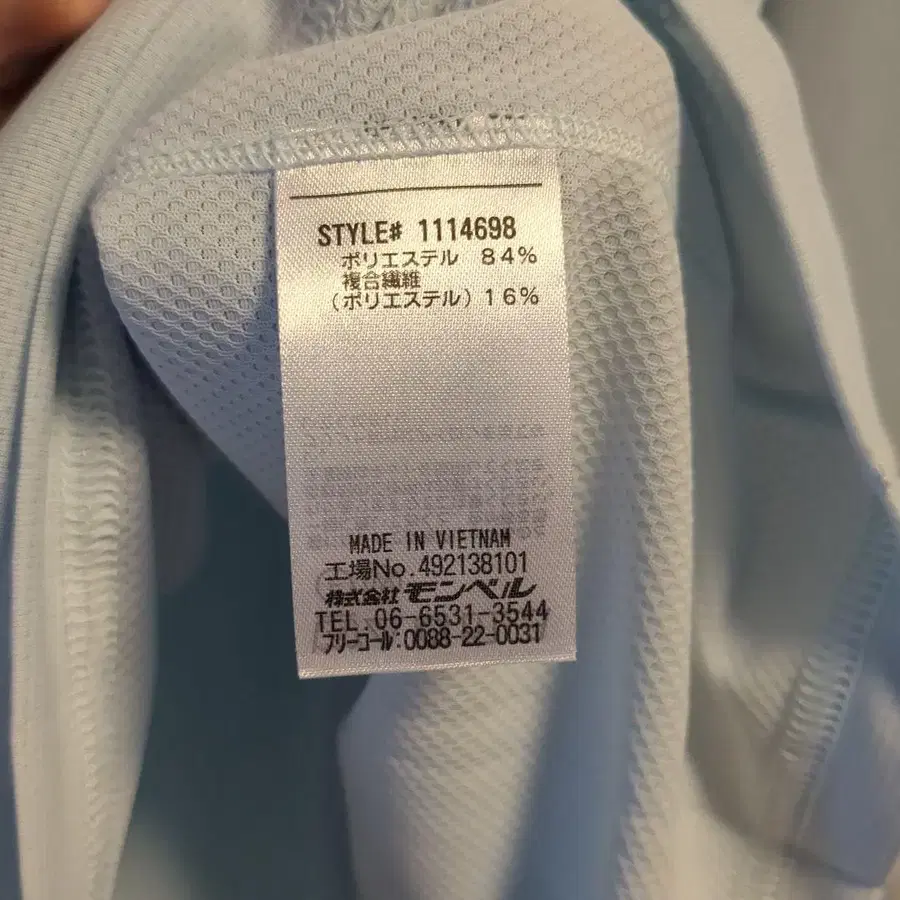 STYLE# 1114698
ポリエステル 84%
複合繊維
(ポリエステル)16%
MADE IN VIETNAM
工場No.492138101
株式会社 モンベル
TEL.06-6531-3544
フリーコール:0088-22-0031